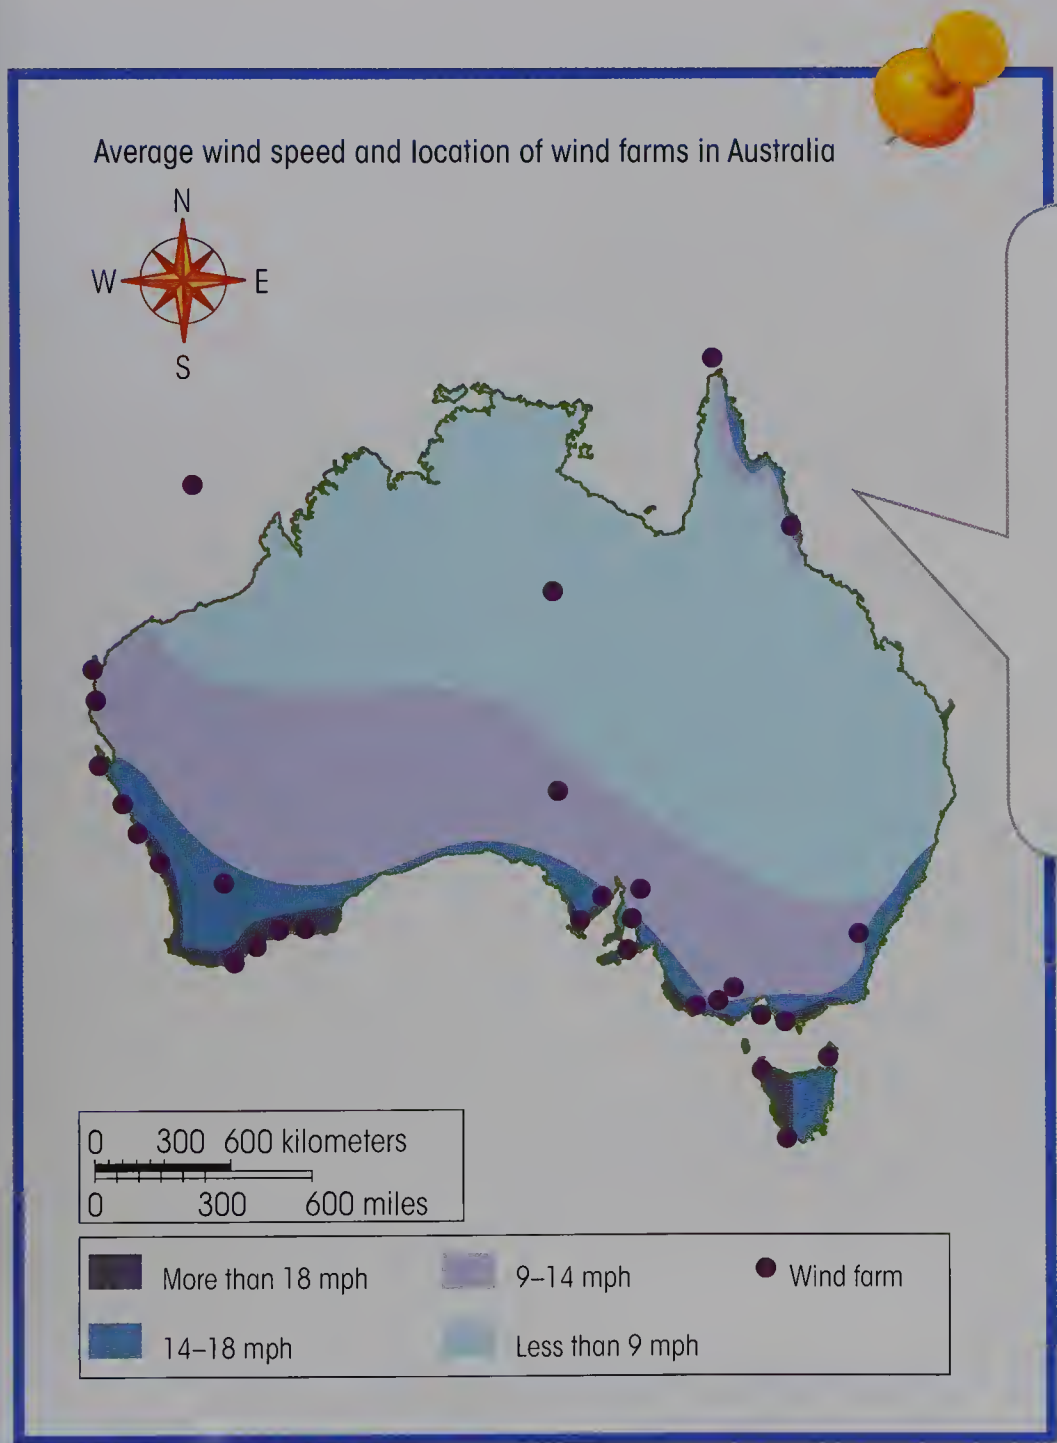 Average wind speed and location of wind farms in Australia
N
W E
S
0 300 600 kilometers
0 300 600 miles
More than 18 mph 9–14 mph Wind farm
14–18 mph Less than 9 mph